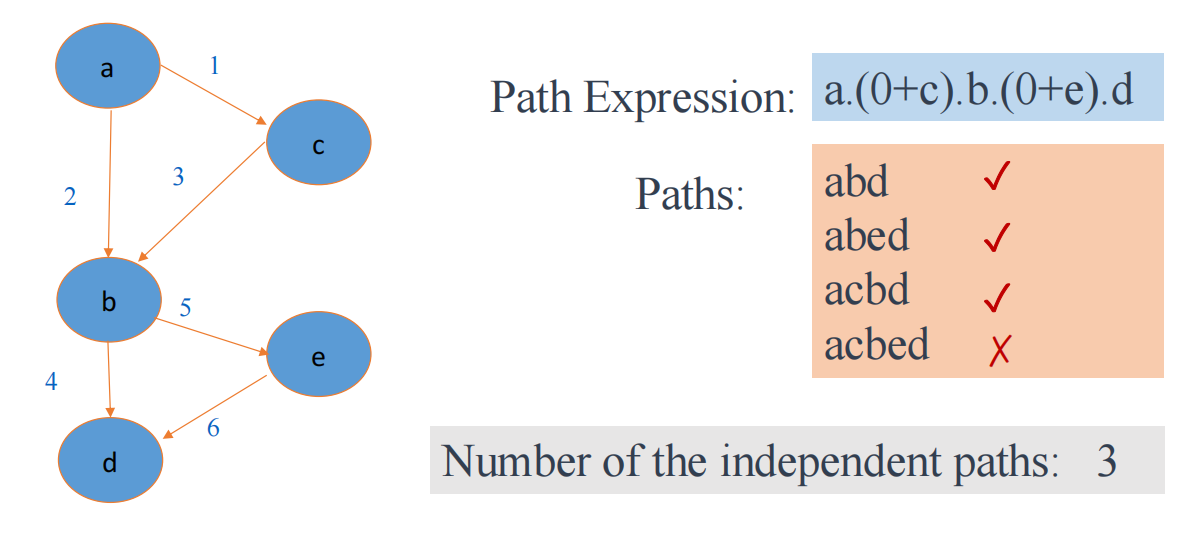 a
1
c
2
3
b
5
e
4
6
d
Path Expression: a.(0+c).b.(0+e).d
Paths:
abd ✓
abed ✓
acbd ✓
acbed ✗
Number of the independent paths: 3